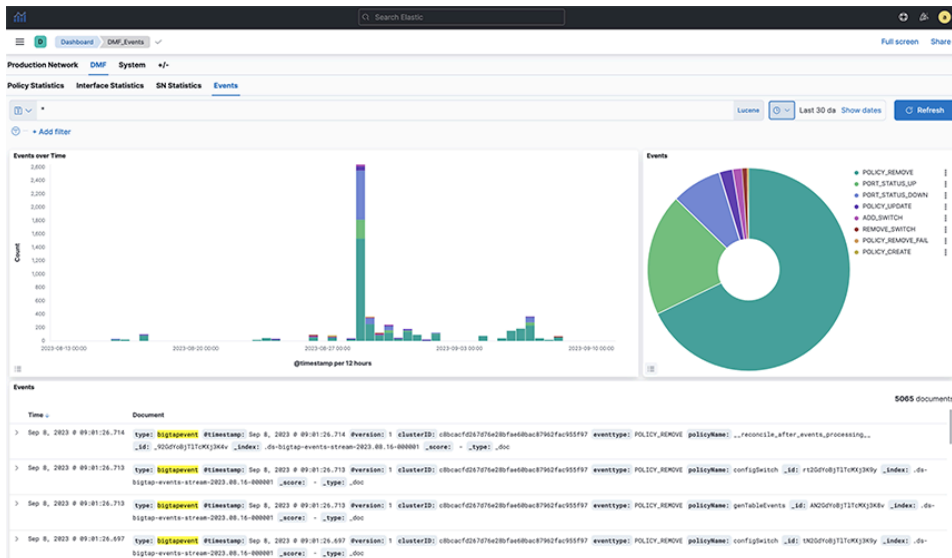 Search Elastic
a
D Dashboard DMF_Events
Full screen Share
Production Network DMF System +/-
Policy Statistics Interface Statistics SN Statistics Events
* Lucene Last 30 da Show dates Refresh
+ Add filter
Events over Time
2,600
2,400
2,200
2,000
1,800
1,600
1,400
1,200
1,000
800
600
400
200
0
Count
2023-08-13 00:00 2023-08-20 00:00 2023-08-27 00:00 2023-09-03 00:00 2023-09-10 00:00
@timestamp per 12 hours
Events
POLICY_REMOVE
PORT_STATUS_UP
PORT_STATUS_DOWN
POLICY_UPDATE
ADD_SWITCH
REMOVE_SWITCH
POLICY_REMOVE_FAIL
POLICY_CREATE
Events
5065 documents
Time Document
Sep 8, 2023 @ 09:01:26.714 type: bigtapevent @timestamp: Sep 8, 2023 @ 09:01:26.714 @version: 1 clusterID: eventtype: POLICY_REMOVE policyName: __reconcile_after_events_processing__
_id: _index: .ds-bigtap-events-stream-2023.08.16-000001 _score: - _type: _doc
Sep 8, 2023 @ 09:01:26.713 type: bigtapevent @timestamp: Sep 8, 2023 @ 09:01:26.713 @version: 1 clusterID: eventtype: POLICY_REMOVE policyName: configSwitch _id: _index: .ds-
bigtap-events-stream-2023.08.16-000001 _score: - _type: _doc
Sep 8, 2023 @ 09:01:26.713 type: bigtapevent @timestamp: Sep 8, 2023 @ 09:01:26.713 @version: 1 clusterID: eventtype: POLICY_REMOVE policyName: genTableEvents _id: _index: .ds-
bigtap-events-stream-2023.08.16-000001 _score: - _type: _doc
Sep 8, 2023 @ 09:01:26.697 type: bigtapevent @timestamp: Sep 8, 2023 @ 09:01:26.697 @version: 1 clusterID: eventtype: POLICY_REMOVE policyName: configSwitch _id: _index: .ds-
bigtap-events-stream-2023.08.16-000001 _score: - _type: _doc